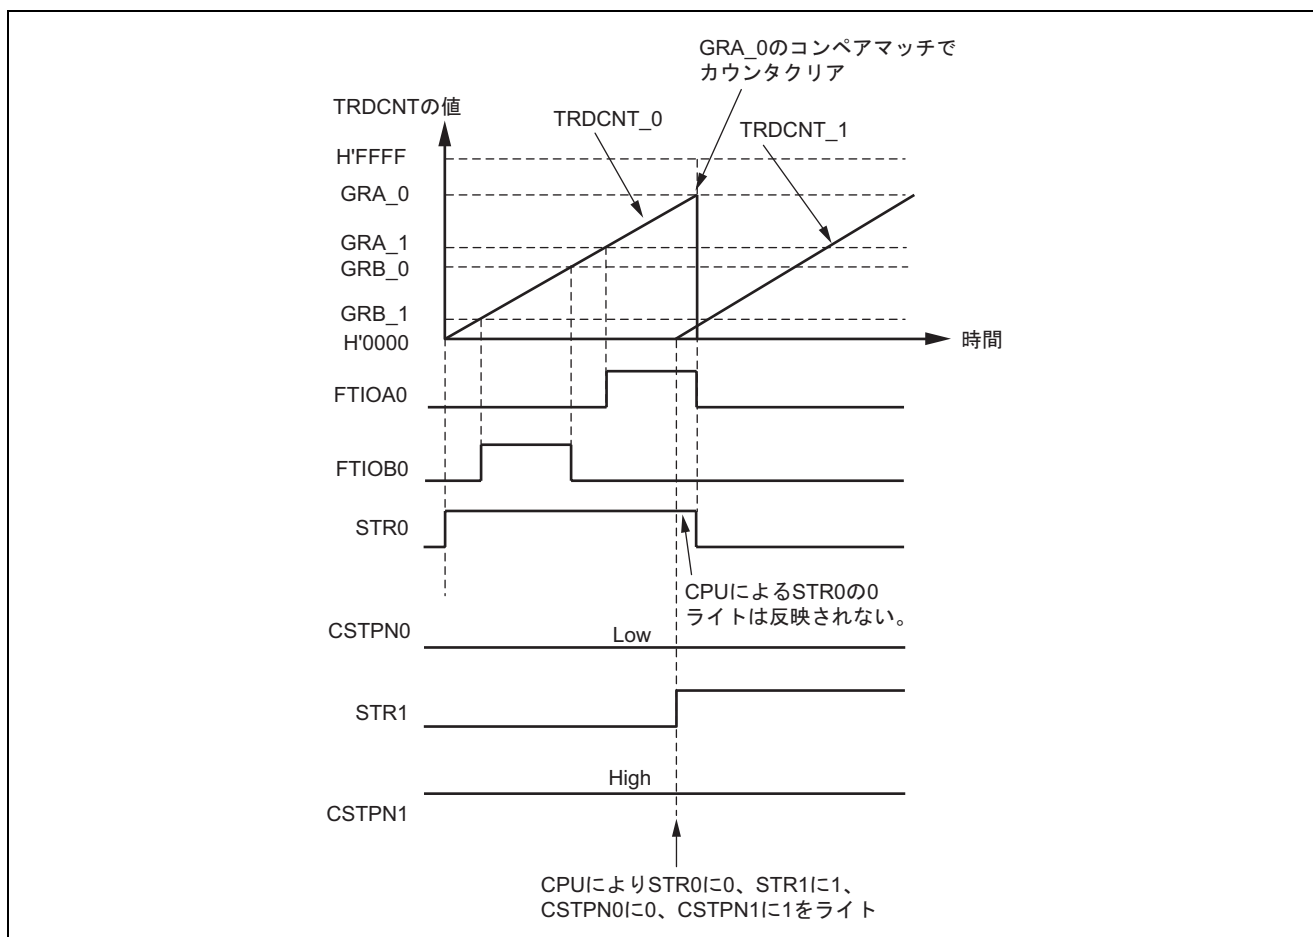 GRA_0のコンペアマッチで
カウンタクリア
TRDCNTの値
TRDCNT_0
TRDCNT_1
H'FFFF
GRA_0
GRA_1
GRB_0
GRB_1
H'0000
時間
FTIOA0
FTIOB0
STR0
CPUによるSTR0の0
ライトは反映されない。
CSTPN0
Low
STR1
High
CSTPN1
CPUによりSTR0に0、STR1に1、
CSTPN0に0、CSTPN1に1をライト